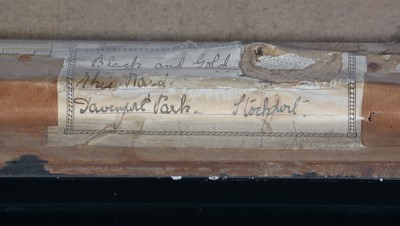 Black and Gold
Davenport Park. Stockport.